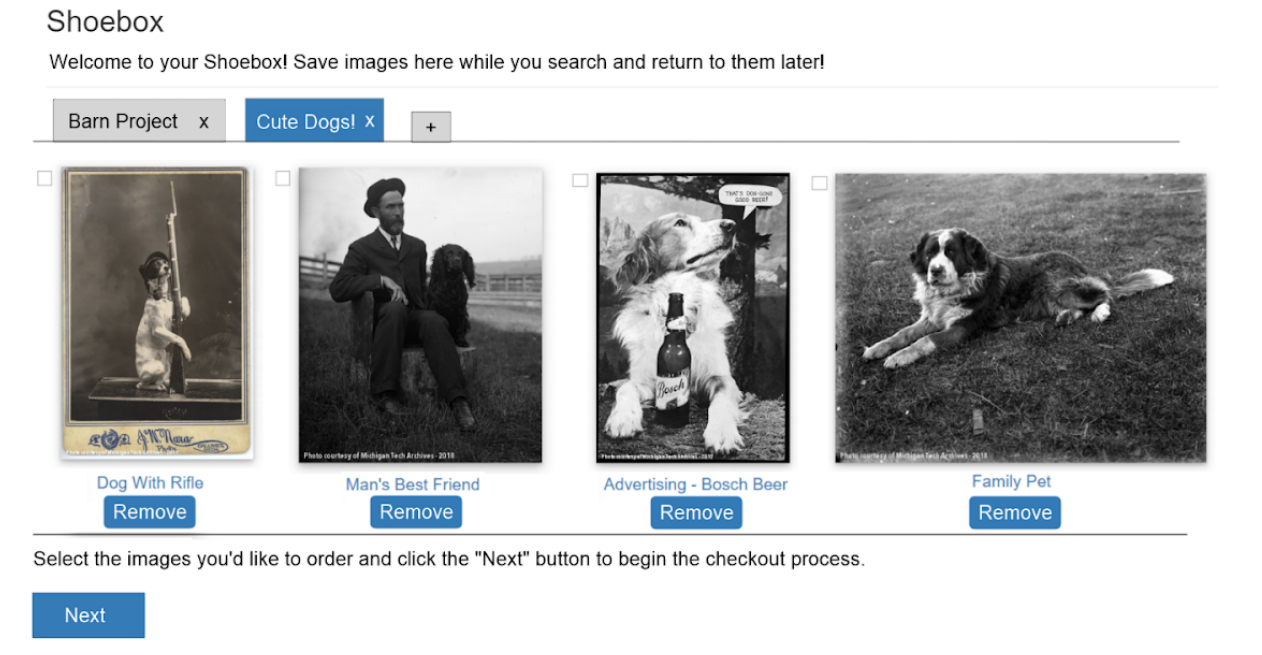 Shoebox
Welcome to your Shoebox! Save images here while you search and return to them later!
Barn Project x
Cute Dogs! x
+
THAT'S DOG-GONE
GOOD BEER!
Bosch
J.W. Nara
Photo courtesy of Michigan Tech Archives - 2018
Photo courtesy of Michigan Tech Archives - 2018
Photo courtesy of Michigan Tech Archives - 2018
Dog With Rifle
Man's Best Friend
Advertising - Bosch Beer
Family Pet
Remove
Remove
Remove
Remove
Select the images you'd like to order and click the "Next" button to begin the checkout process.
Next